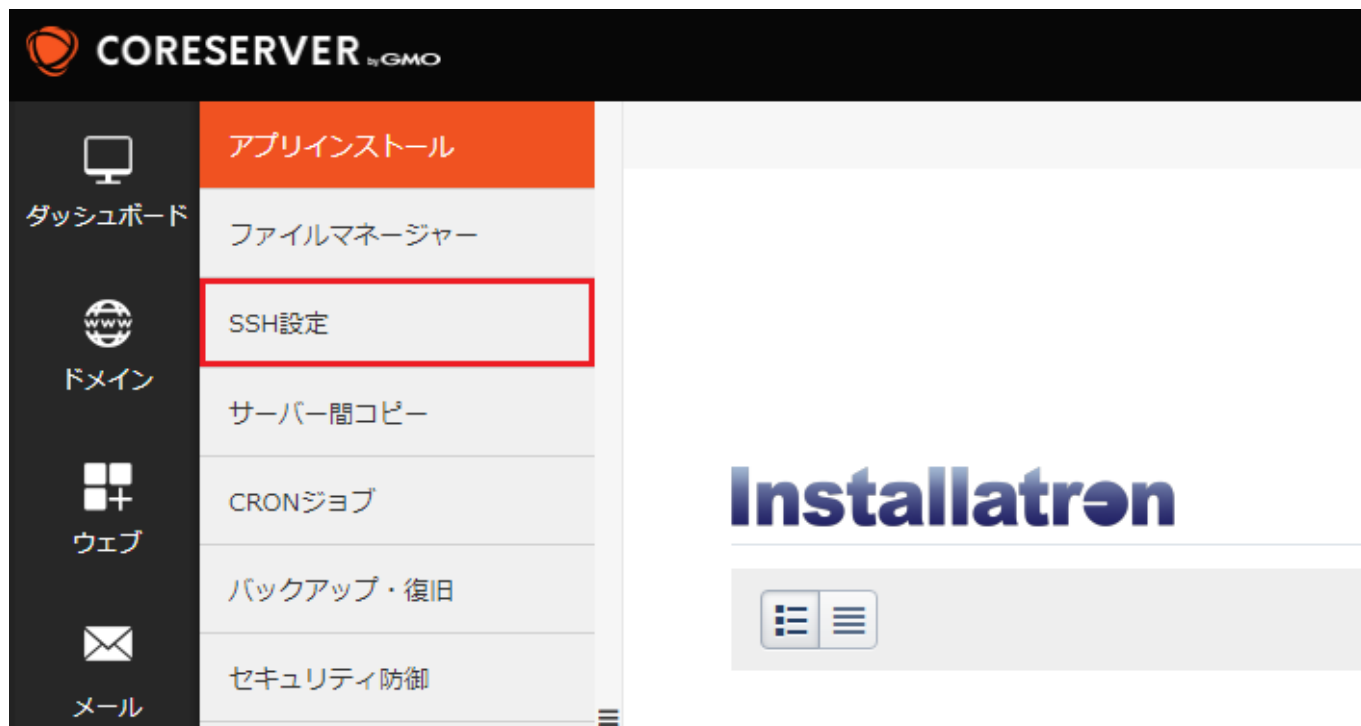 CORESERVER by GMO
ダッシュボード
ドメイン
www
ウェブ
メール
アプリインストール
ファイルマネージャー
SSH設定
サーバー間コピー
CRONジョブ
バックアップ・復旧
セキュリティ防御
Installatron